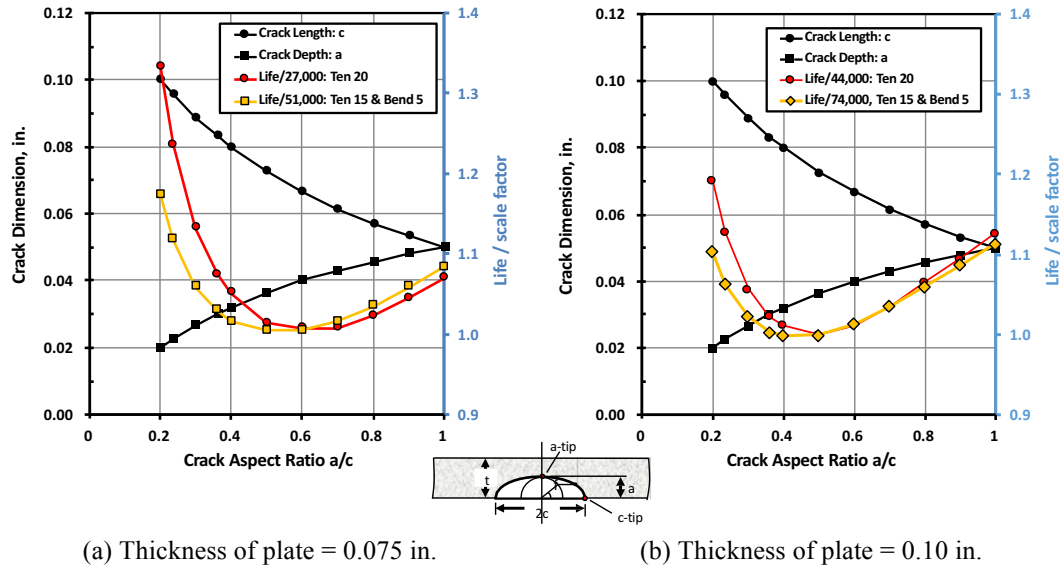 0.12
0.10
0.08
0.06
0.04
0.02
0.00
Crack Dimension, in.
Crack Length: c
Crack Depth: a
Life/27,000: Ten 20
Life/51,000: Ten 15 & Bend 5
1.4
1.3
1.2
1.1
1.0
0.9
Life / scale factor
0 0.2 0.4 0.6 0.8 1
Crack Aspect Ratio a/c
0.12
0.10
0.08
0.06
0.04
0.02
0.00
Crack Dimension, in.
Crack Length: c
Crack Depth: a
Life/44,000: Ten 20
Life/74,000, Ten 15 & Bend 5
1.4
1.3
1.2
1.1
1.0
0.9
Life / scale factor
0 0.2 0.4 0.6 0.8 1
Crack Aspect Ratio a/c
a-tip
t
a
2c
c-tip
(a) Thickness of plate = 0.075 in.
(b) Thickness of plate = 0.10 in.